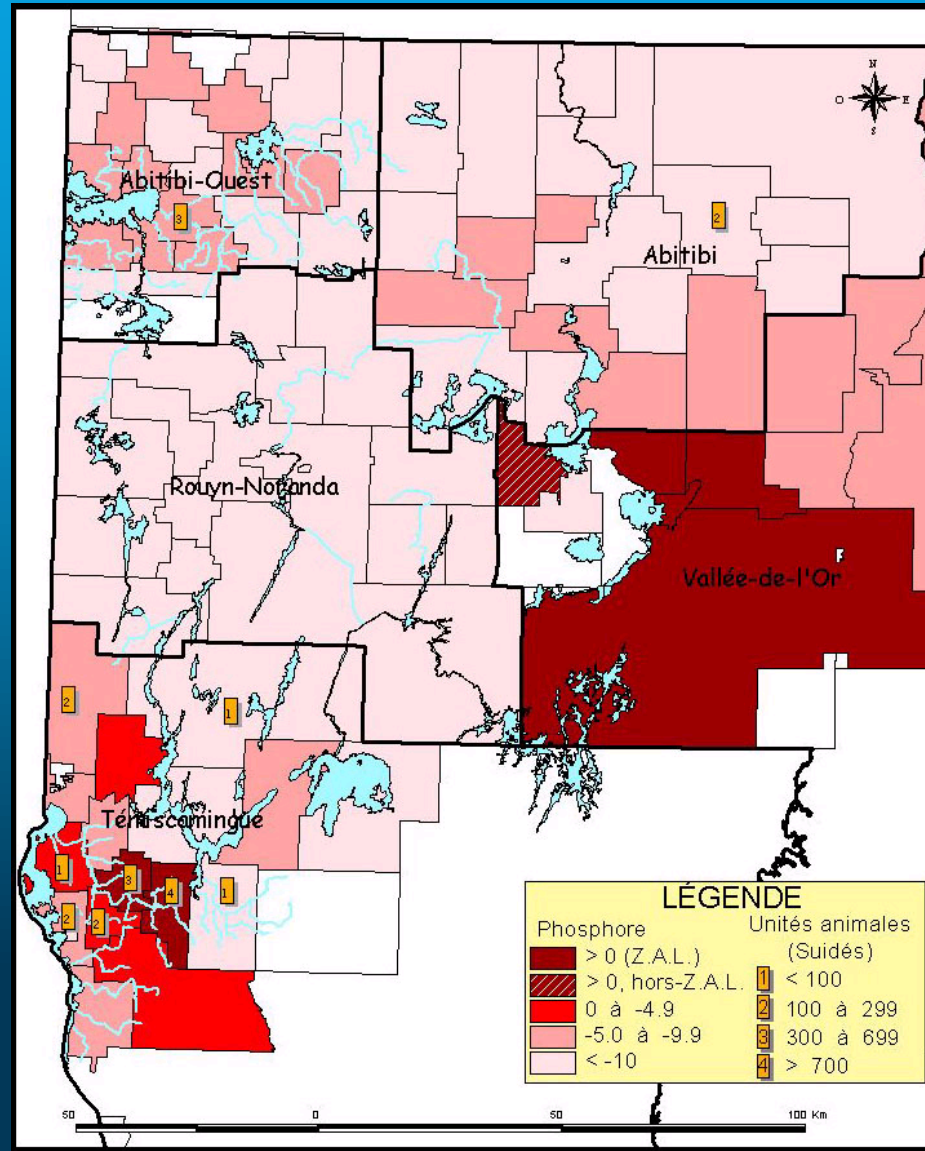 N
O E
S
Abitibi-Ouest
3
2
Abitibi
Rouyn-Noranda
Vallée-de-l'Or
2
1
Témiscamingue
1
3
4
1
2
2
LÉGENDE
Phosphore
> 0 (Z.A.L.)
> 0, hors-Z.A.L.
0 à -4.9
-5.0 à -9.9
< -10
Unités animales
(Suidés)
1 < 100
2 100 à 299
3 300 à 699
4 > 700
50 0 50 100 Km